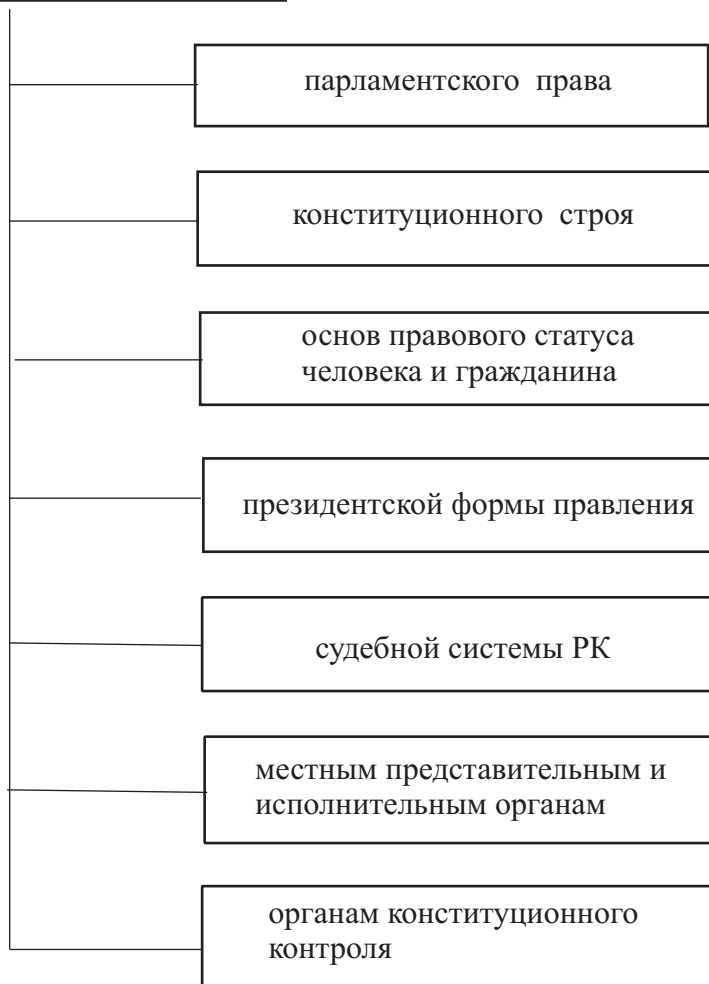 парламентского права
конституционного строя
основ правового статуса
человека и гражданина
президентской формы правления
судебной системы РК
местным представительным и
исполнительным органам
органам конституционного
контроля